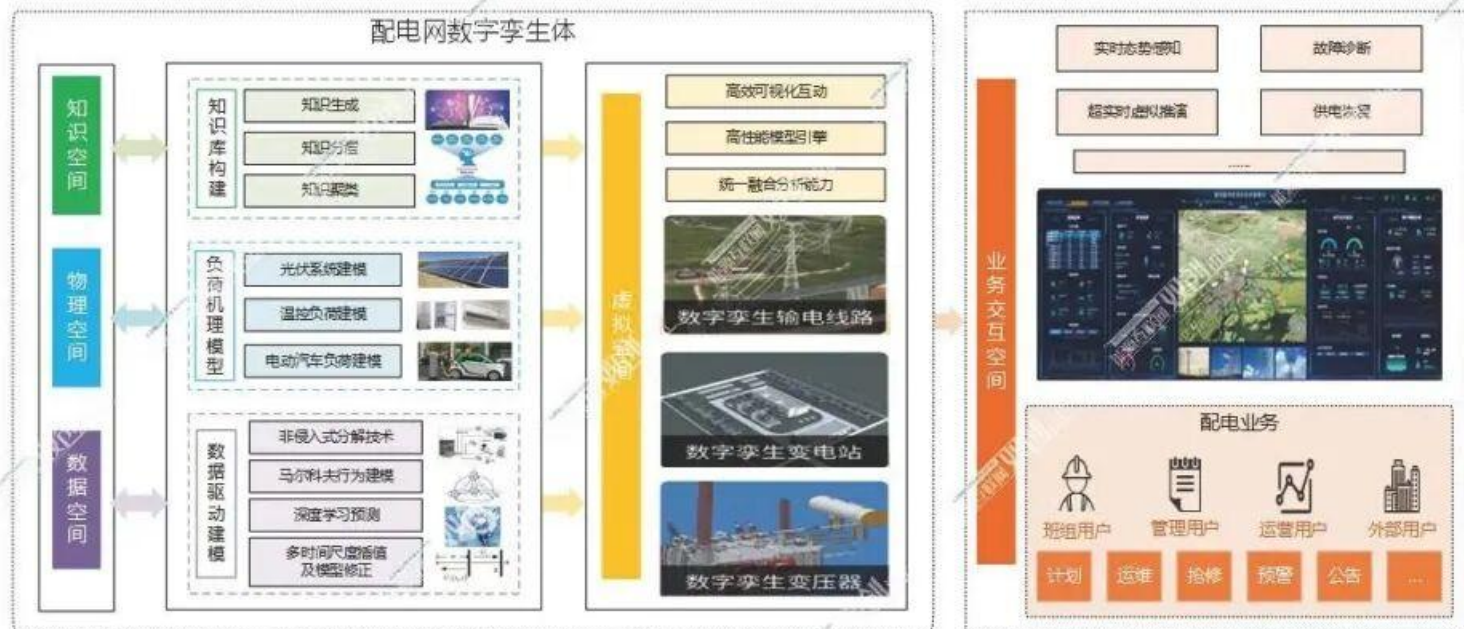 配电网数字孪生体
知识空间
物理空间
数据空间
知识库构建
知识生成
知识分类
知识聚类
负荷机理模型
光伏系统建模
温控负荷建模
电动汽车负荷建模
数据驱动建模
非侵入式分解技术
马尔科夫行为建模
深度学习预测
多时间尺度插值
及模型修正
虚拟空间
高效可视化互动
高性能模型引擎
统一融合分析能力
数字孪生输电线路
数字孪生变电站
数字孪生变压器
业务交互空间
实时态势感知
故障诊断
超实时虚拟推演
供电恢复
......
配电业务
班组用户
管理用户
运营用户
外部用户
计划
运维
抢修
预警
公告
...